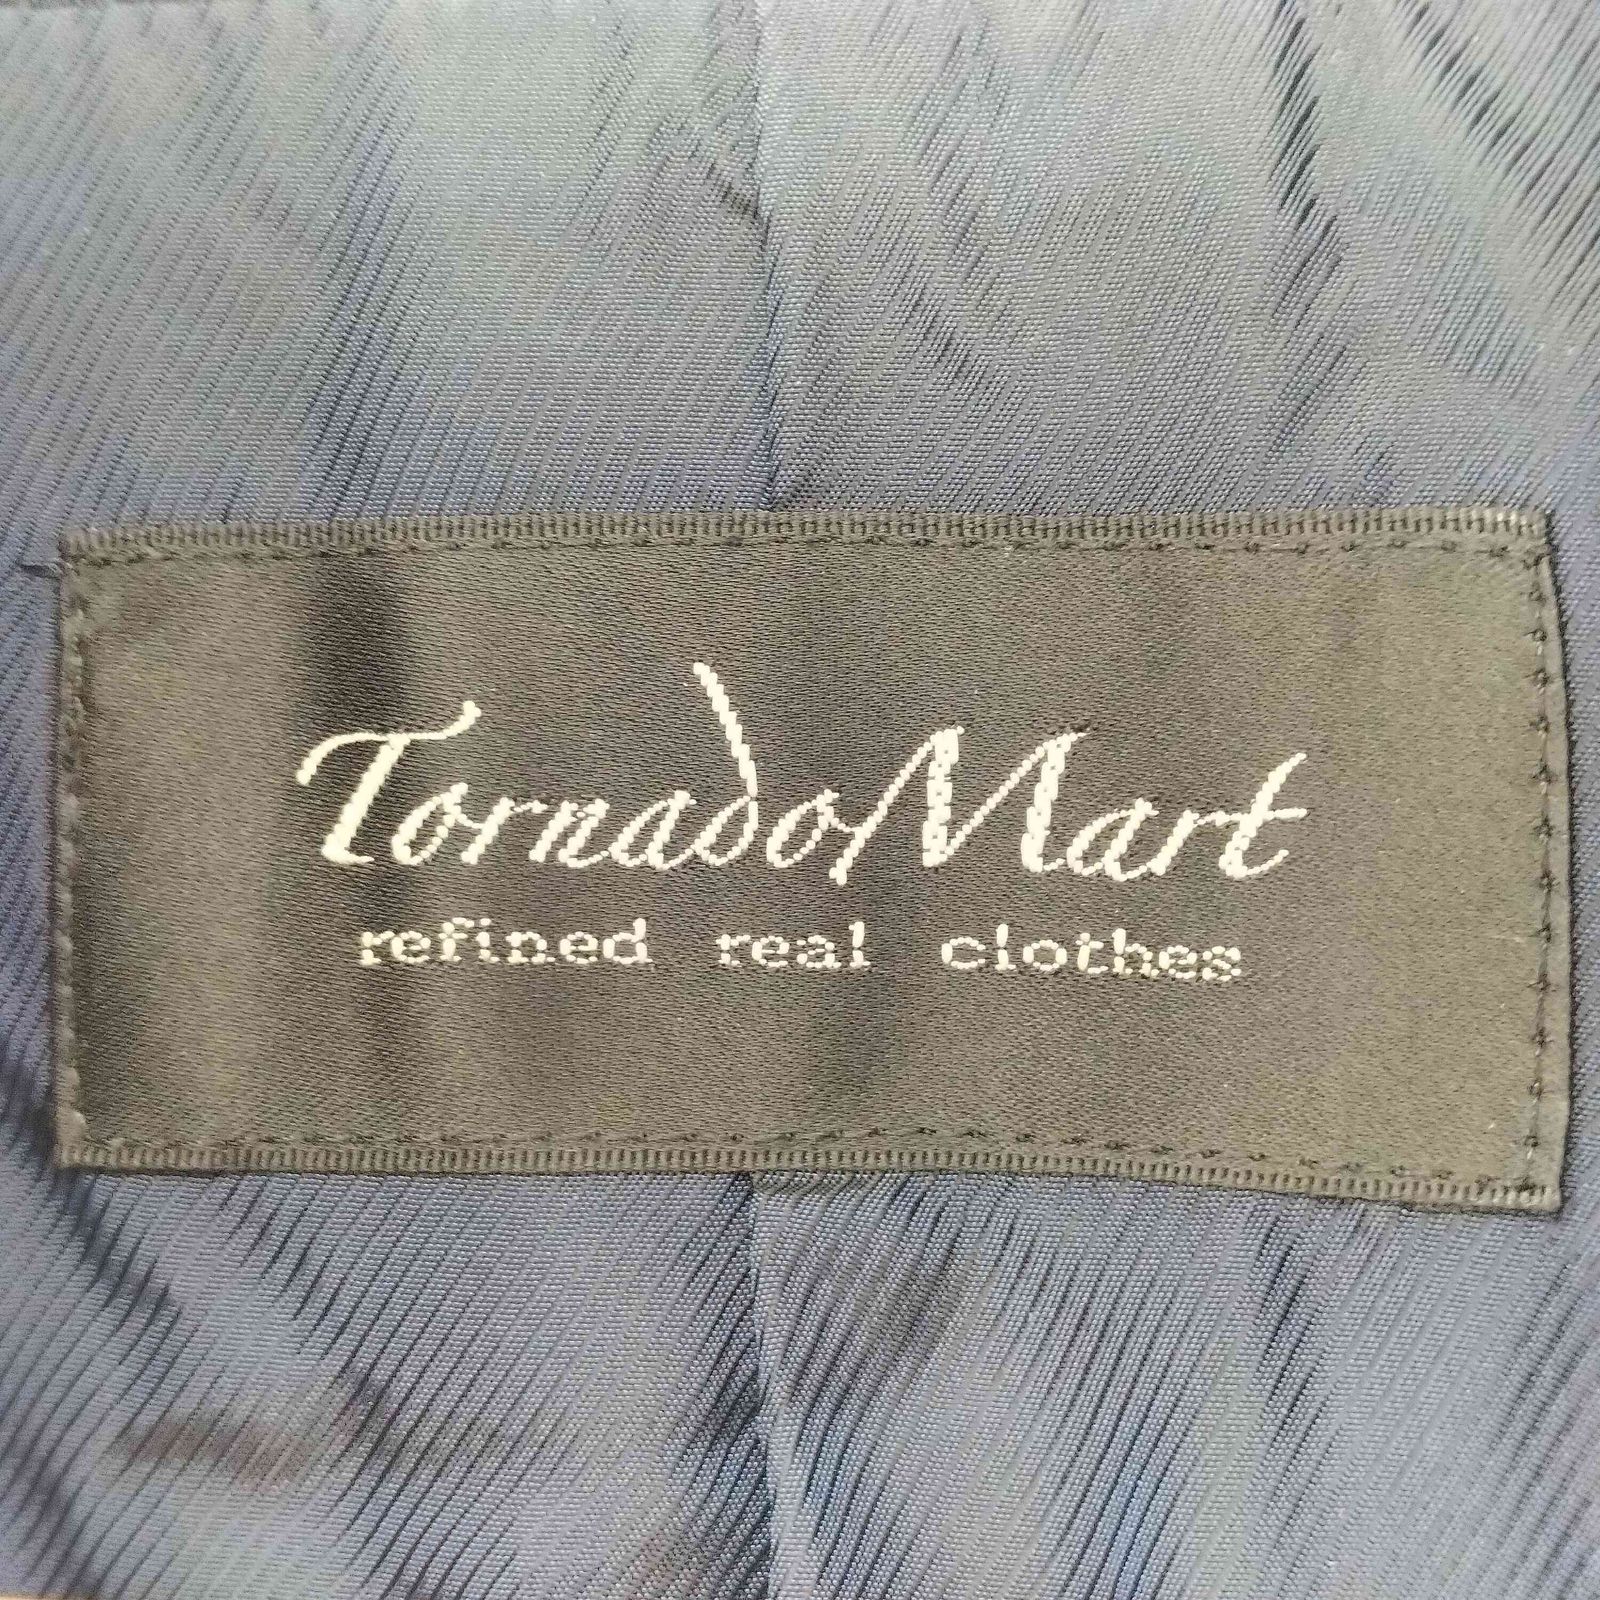 TornadoMart
refined real clothes